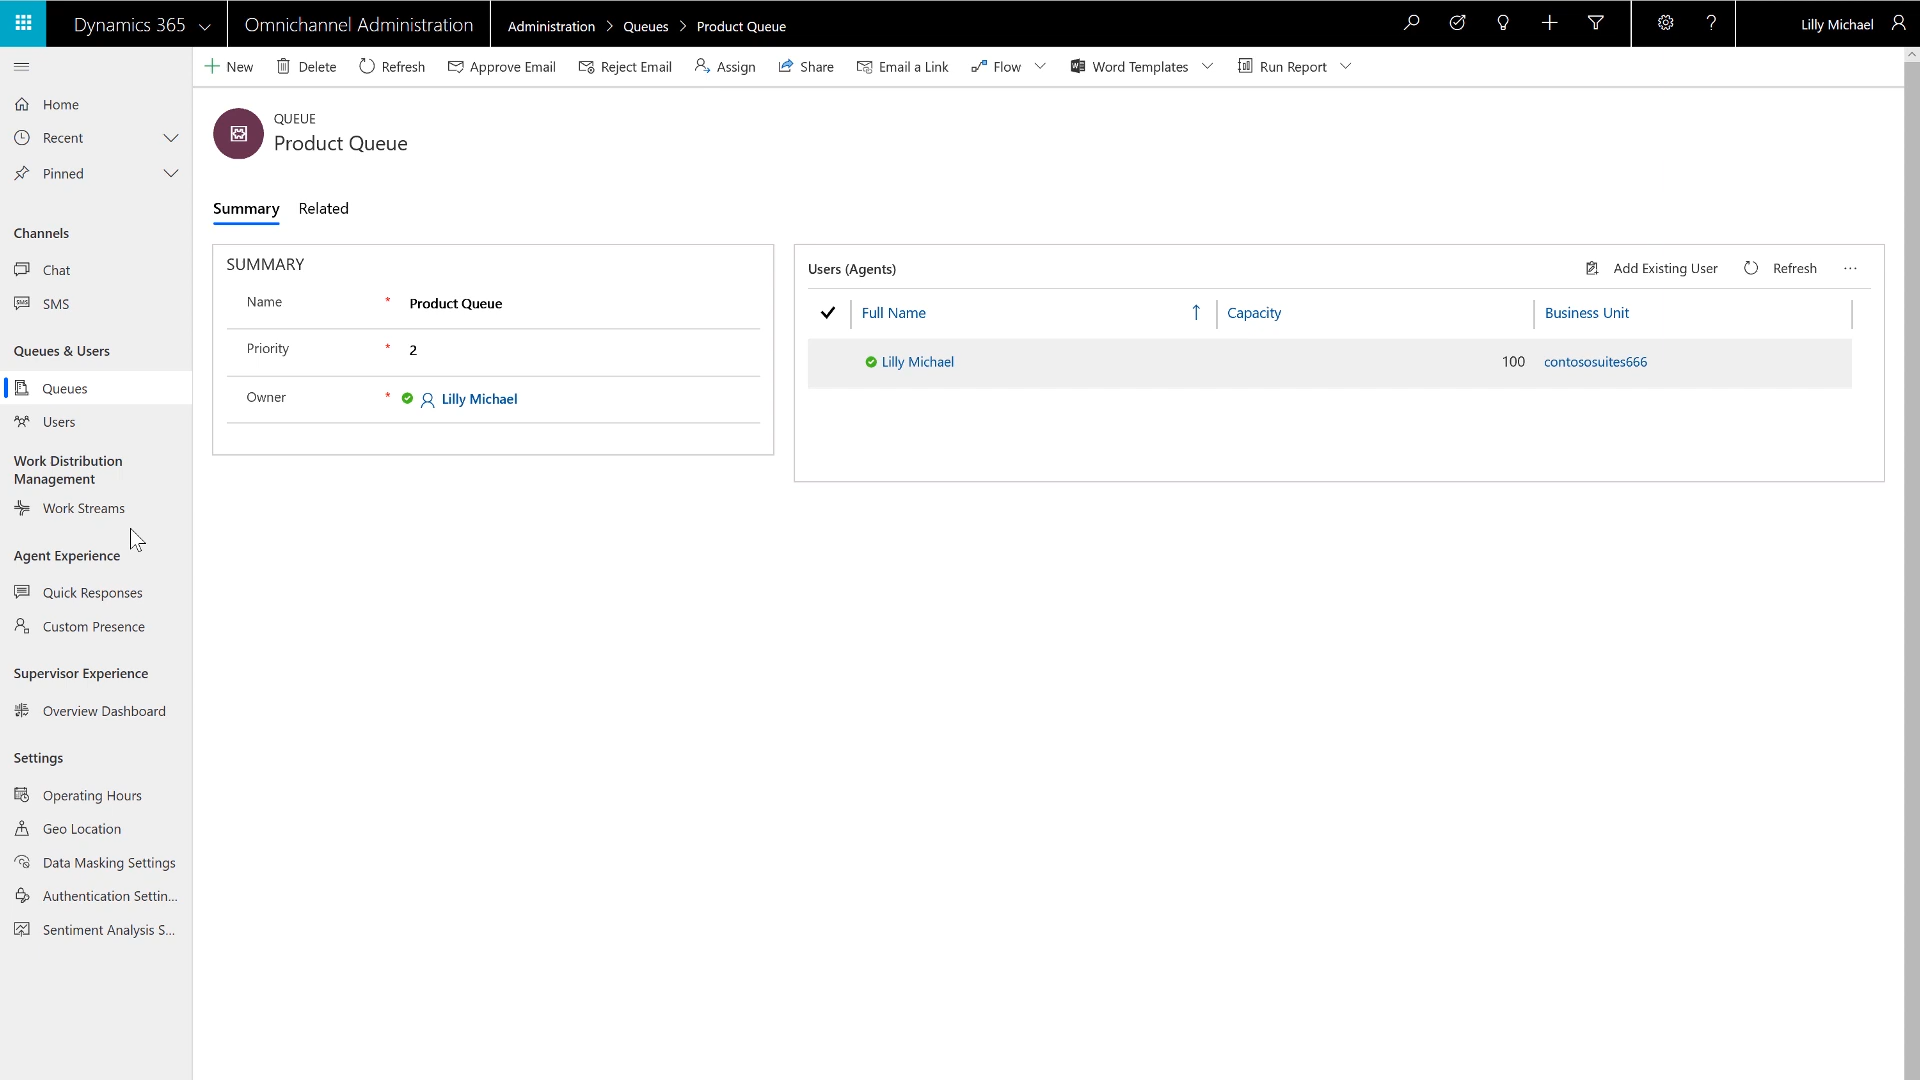 Dynamics 365
Omnichannel Administration
Administration > Queues > Product Queue
Lilly Michael
New
Delete
Refresh
Approve Email
Reject Email
Assign
Share
Email a Link
Flow
Word Templates
Run Report
Home
Recent
Pinned
Channels
Chat
SMS
Queues & Users
Queues
Users
Work Distribution
Management
Work Streams
Agent Experience
Quick Responses
Custom Presence
Supervisor Experience
Overview Dashboard
Settings
Operating Hours
Geo Location
Data Masking Settings
Authentication Settin...
Sentiment Analysis S...
QUEUE
Product Queue
Summary
Related
SUMMARY
Name * Product Queue
Priority * 2
Owner * Lilly Michael
Users (Agents)
Add Existing User
Refresh
Full Name
Capacity
Business Unit
Lilly Michael 100 contososuites666